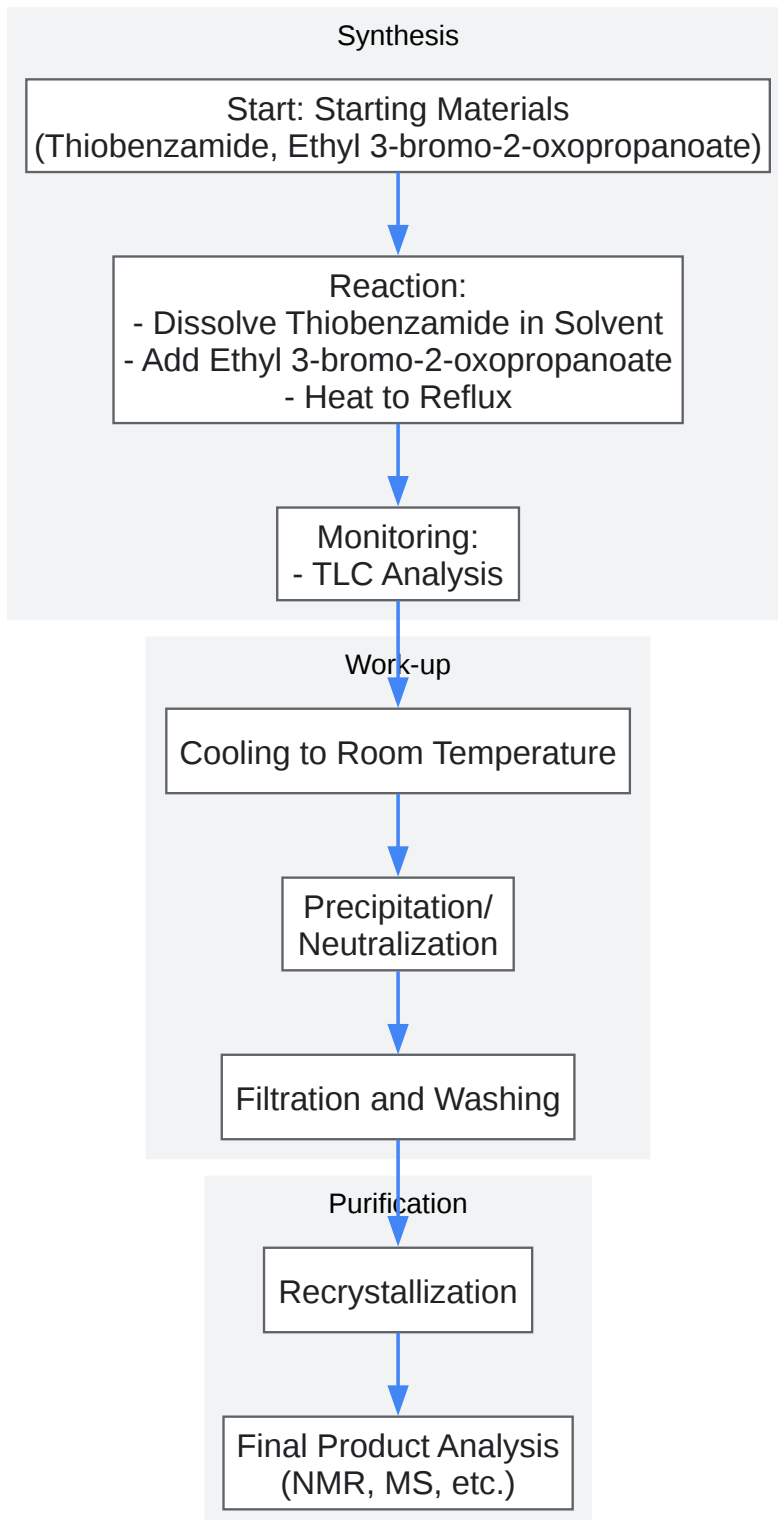 Synthesis
Start: Starting Materials
(Thiobenzamide, Ethyl 3-bromo-2-oxopropanoate)
Reaction:
- Dissolve Thiobenzamide in Solvent
- Add Ethyl 3-bromo-2-oxopropanoate
- Heat to Reflux
Monitoring:
- TLC Analysis
Work-up
Cooling to Room Temperature
Precipitation/
Neutralization
Filtration and Washing
Purification
Recrystallization
Final Product Analysis
(NMR, MS, etc.)